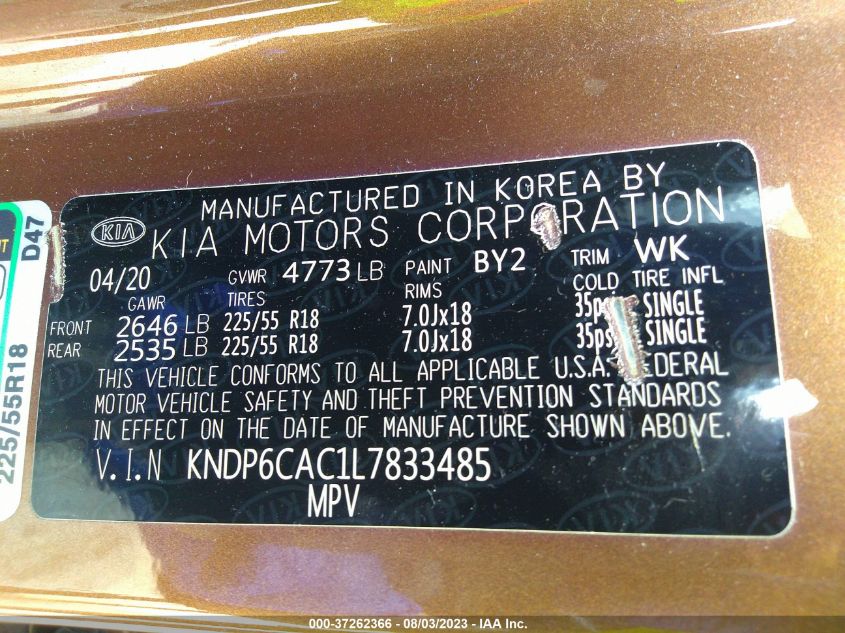 MANUFACTURED IN KOREA BY
KIA KIA MOTORS CORPORATION
04/20 GVWR 4773 LB PAINT BY2 TRIM WK
GAWR TIRES RIMS COLD TIRE INFL
FRONT 2646 LB 225/55 R18 7.0Jx18 35psi SINGLE
REAR 2535 LB 225/55 R18 7.0Jx18 35psi SINGLE
THIS VEHICLE CONFORMS TO ALL APPLICABLE U.S.A. FEDERAL
MOTOR VEHICLE SAFETY AND THEFT PREVENTION STANDARDS
IN EFFECT ON THE DATE OF MANUFACTURE SHOWN ABOVE.
V.I.N KNDP6CAC1L7833485
MPV
D47
225/55R18
000-37262366 - 08/03/2023 - IAA Inc.